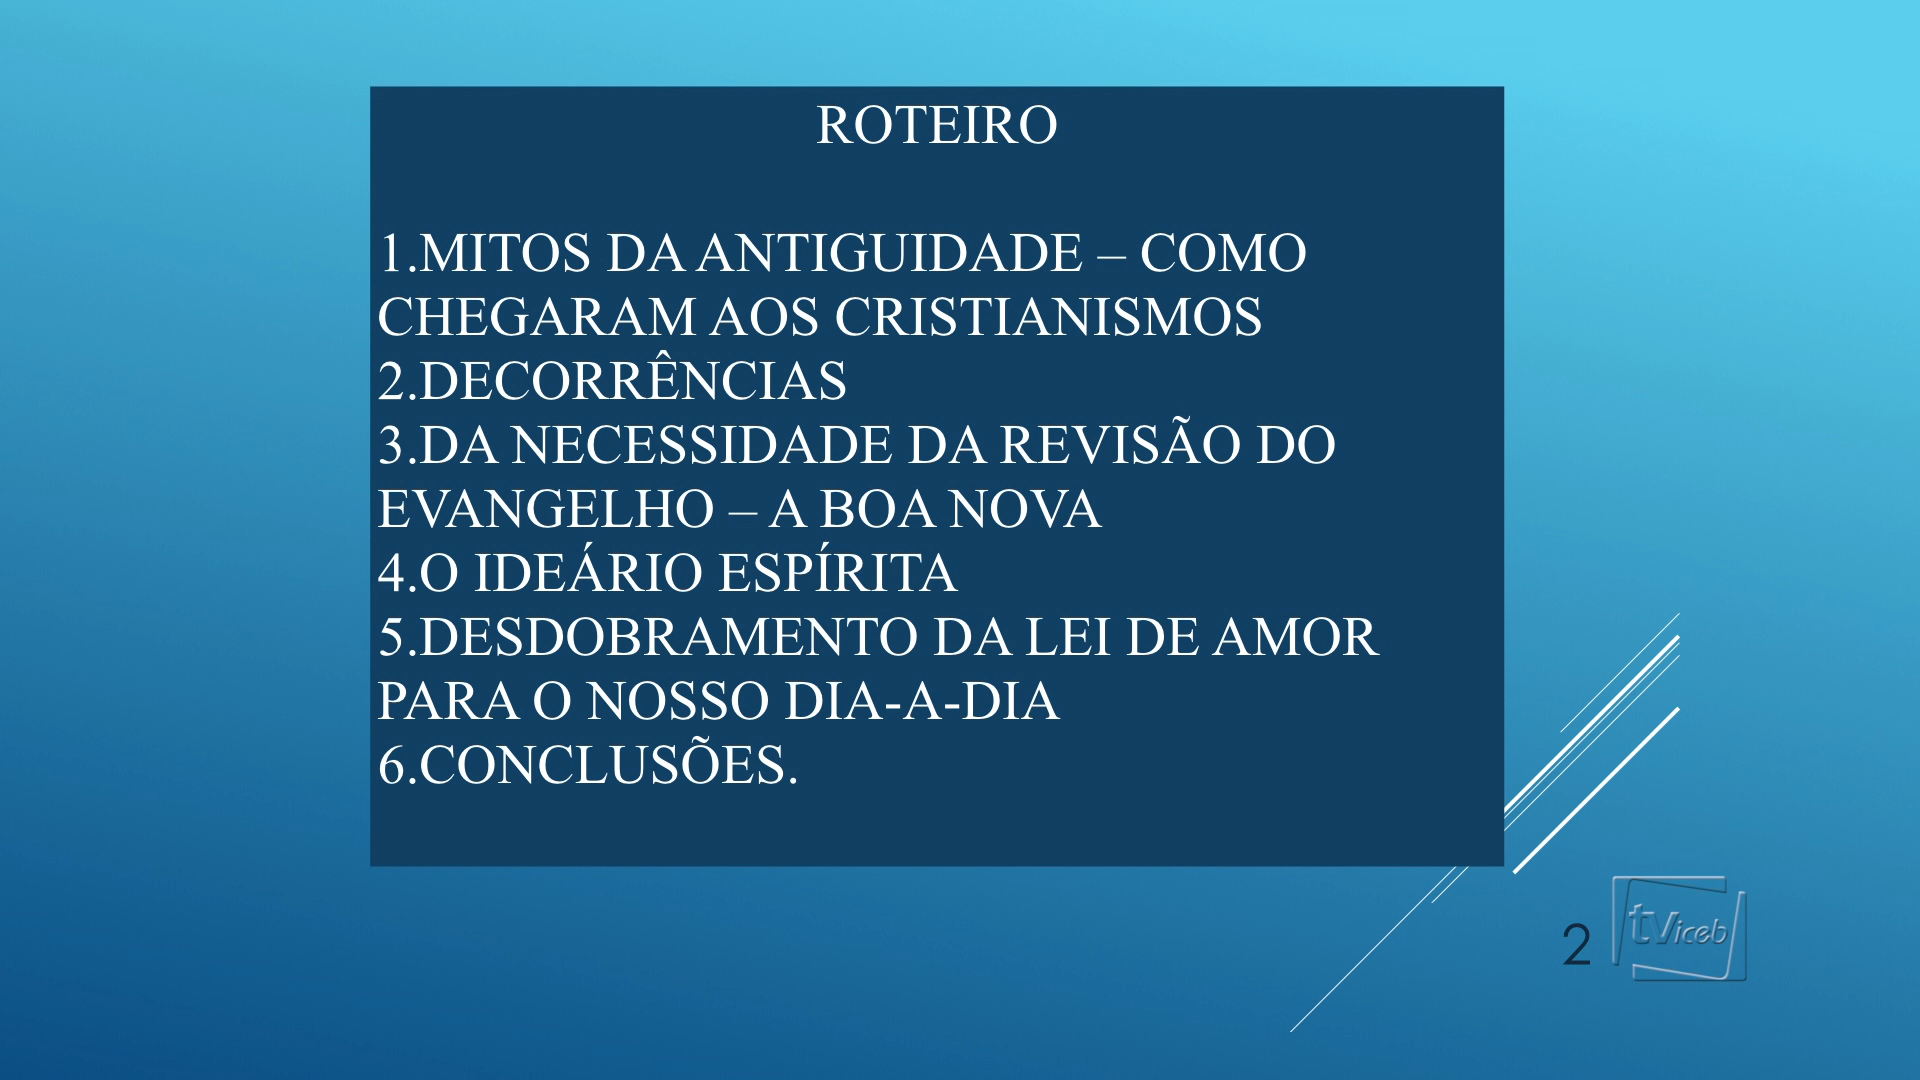 ROTEIRO
1.MITOS DA ANTIGUIDADE – COMO
CHEGARAM AOS CRISTIANISMOS
2.DECORRÊNCIAS
3.DA NECESSIDADE DA REVISÃO DO
EVANGELHO – A BOA NOVA
4.O IDEÁRIO ESPÍRITA
5.DESDOBRAMENTO DA LEI DE AMOR
PARA O NOSSO DIA-A-DIA
6.CONCLUSÕES.
2
tViceb